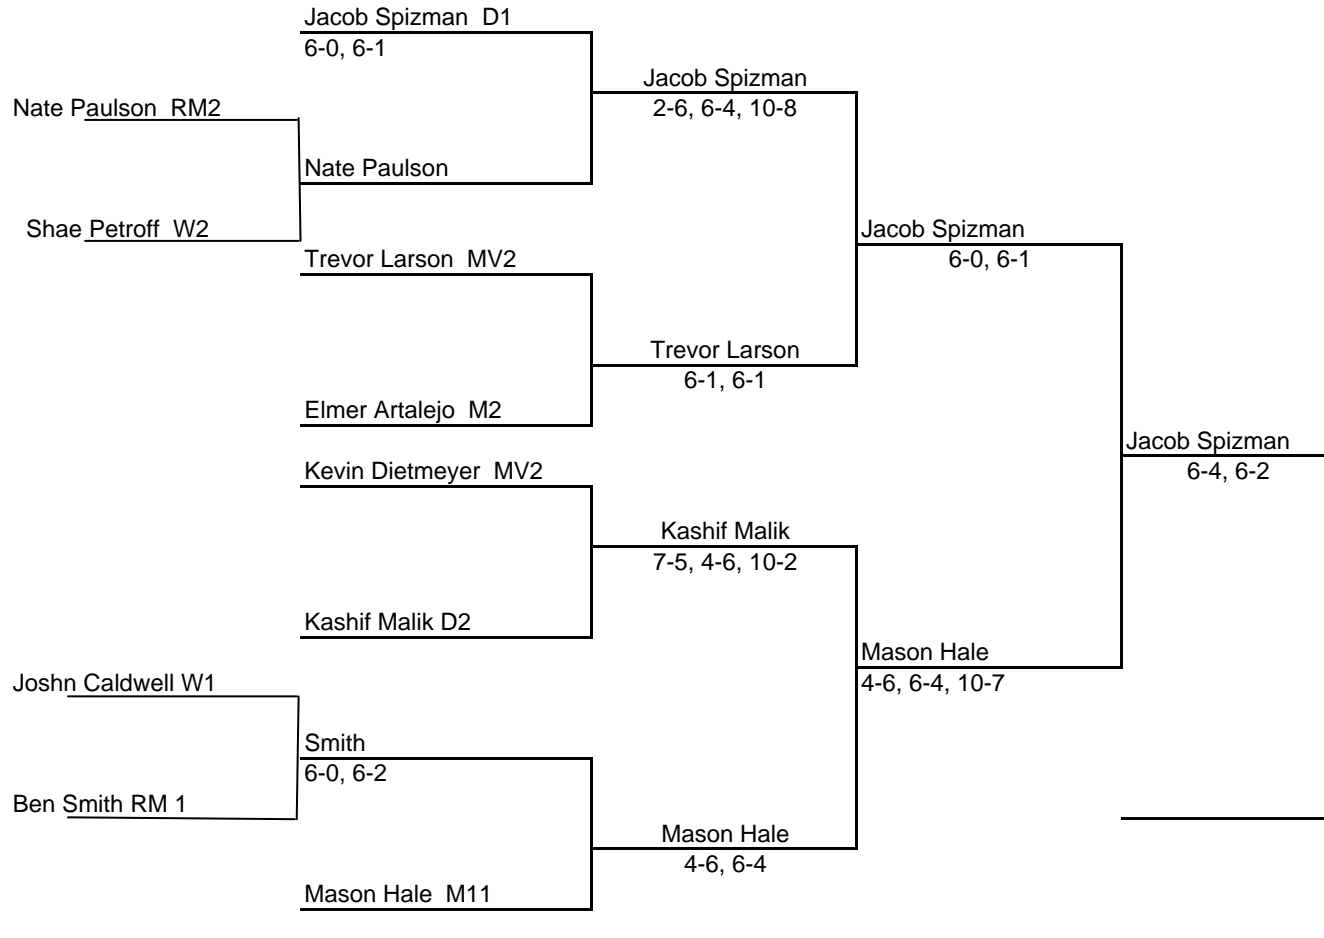 Jacob Spizman  D1
6-0, 6-1
Jacob Spizman
2-6, 6-4, 10-8
Nate Paulson  RM2
Nate Paulson
Shae Petroff  W2
Jacob Spizman
6-0, 6-1
Trevor Larson  MV2
Trevor Larson
6-1, 6-1
Elmer Artalejo  M2
Jacob Spizman
6-4, 6-2
Kevin Dietmeyer  MV2
Kashif Malik
7-5, 4-6, 10-2
Kashif Malik D2
Mason Hale
4-6, 6-4, 10-7
Joshn Caldwell W1
Smith
6-0, 6-2
Ben Smith RM 1
Mason Hale
4-6, 6-4
Mason Hale  M11